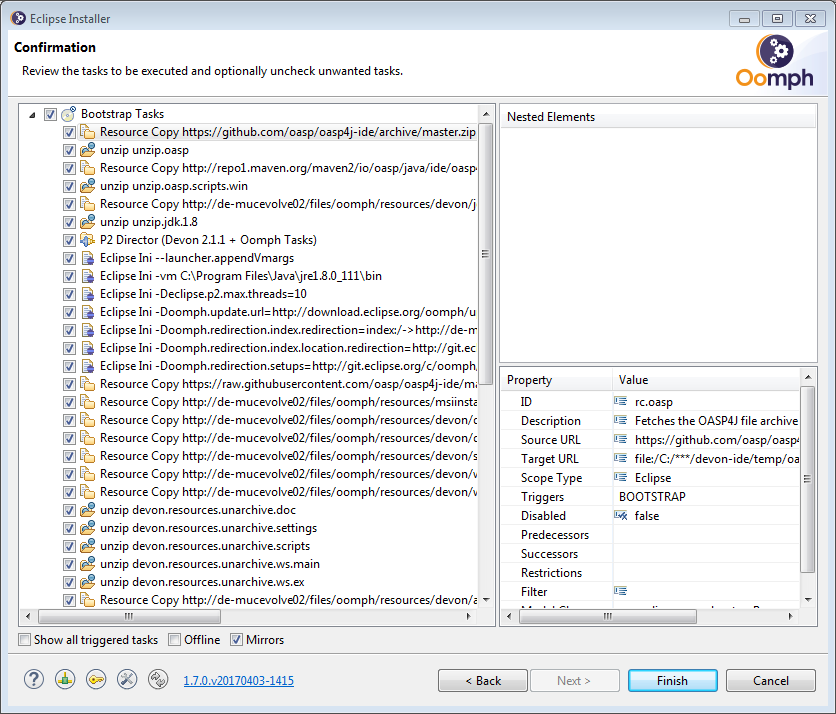 Eclipse Installer
Confirmation
Review the tasks to be executed and optionally uncheck unwanted tasks.
Oomph
Bootstrap Tasks
Resource Copy https://github.com/oasp/oasp4j-ide/archive/master.zip
unzip unzip.oasp
Resource Copy http://repo1.maven.org/maven2/io/oasp/java/ide/oasp
unzip unzip.oasp.scripts.win
Resource Copy http://de-mucevolve02/files/oomph/resources/devon/j
unzip unzip.jdk.1.8
P2 Director (Devon 2.1.1 + Oomph Tasks)
Eclipse Ini --launcher.appendVmargs
Eclipse Ini -vm C:\Program Files\Java\jre1.8.0_111\bin
Eclipse Ini -Declipse.p2.max.threads=10
Eclipse Ini -Doomph.update.url=http://download.eclipse.org/oomph/u
Eclipse Ini -Doomph.redirection.index.redirection=index:/->http://de-m
Eclipse Ini -Doomph.redirection.index.location.redirection=http://git.ec
Eclipse Ini -Doomph.redirection.setups=http://git.eclipse.org/c/oomph,
Resource Copy https://raw.githubusercontent.com/oasp/oasp4j-ide/ma
Resource Copy http://de-mucevolve02/files/oomph/resources/msiinsta
Resource Copy http://de-mucevolve02/files/oomph/resources/devon/c
Resource Copy http://de-mucevolve02/files/oomph/resources/devon/c
Resource Copy http://de-mucevolve02/files/oomph/resources/devon/s
Resource Copy http://de-mucevolve02/files/oomph/resources/devon/v
Resource Copy http://de-mucevolve02/files/oomph/resources/devon/v
unzip devon.resources.unarchive.doc
unzip devon.resources.unarchive.settings
unzip devon.resources.unarchive.scripts
unzip devon.resources.unarchive.ws.main
unzip devon.resources.unarchive.ws.ex
Resource Copy http://de-mucevolve02/files/oomph/resources/devon/a
Nested Elements
Property Value
ID rc.oasp
Description Fetches the OASP4J file archive
Source URL https://github.com/oasp/oasp4
Target URL file:/C:/***/devon-ide/temp/oa
Scope Type Eclipse
Triggers BOOTSTRAP
Disabled false
Predecessors
Successors
Restrictions
Filter
Show all triggered tasks Offline Mirrors
1.7.0.v20170403-1415
< Back Next > Finish Cancel